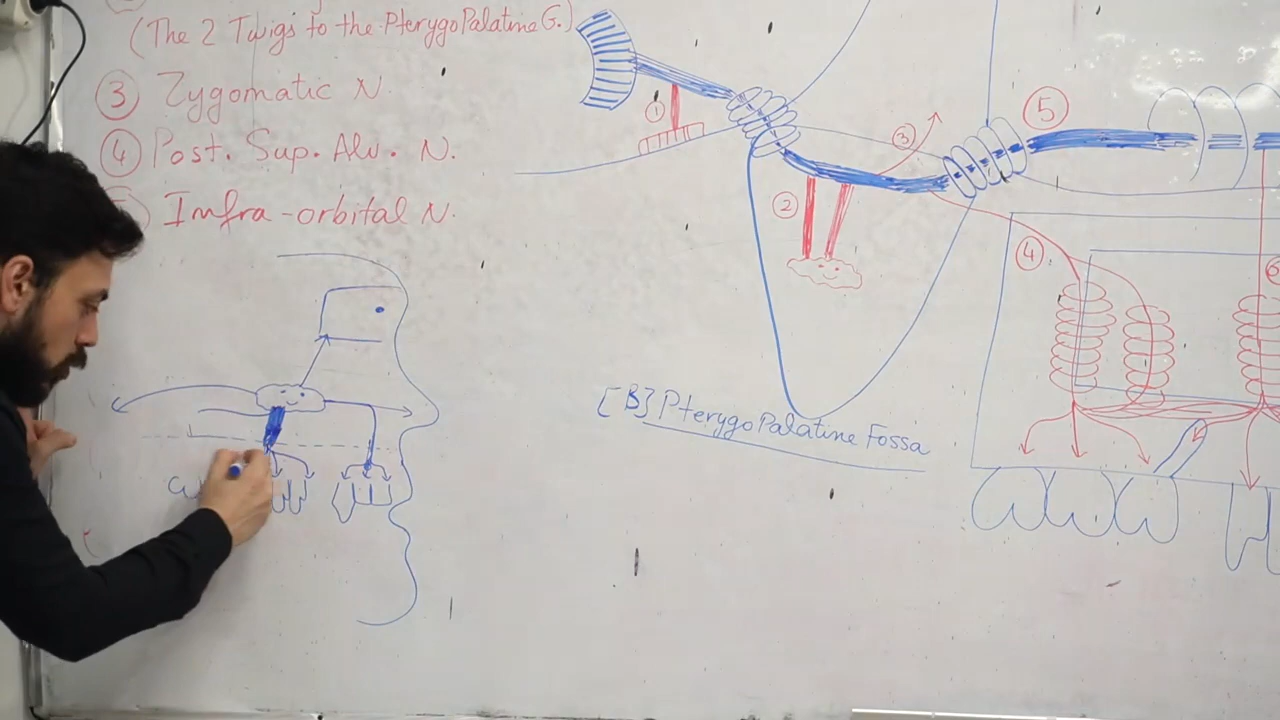 (The 2 Twigs to the PterygoPalatine G.)
③ Zygomatic N.
④ Post. Sup. Alv. N.
Infra-orbital N.
①
②
③
⑤
④
6
[B] PterygoPalatine Fossa